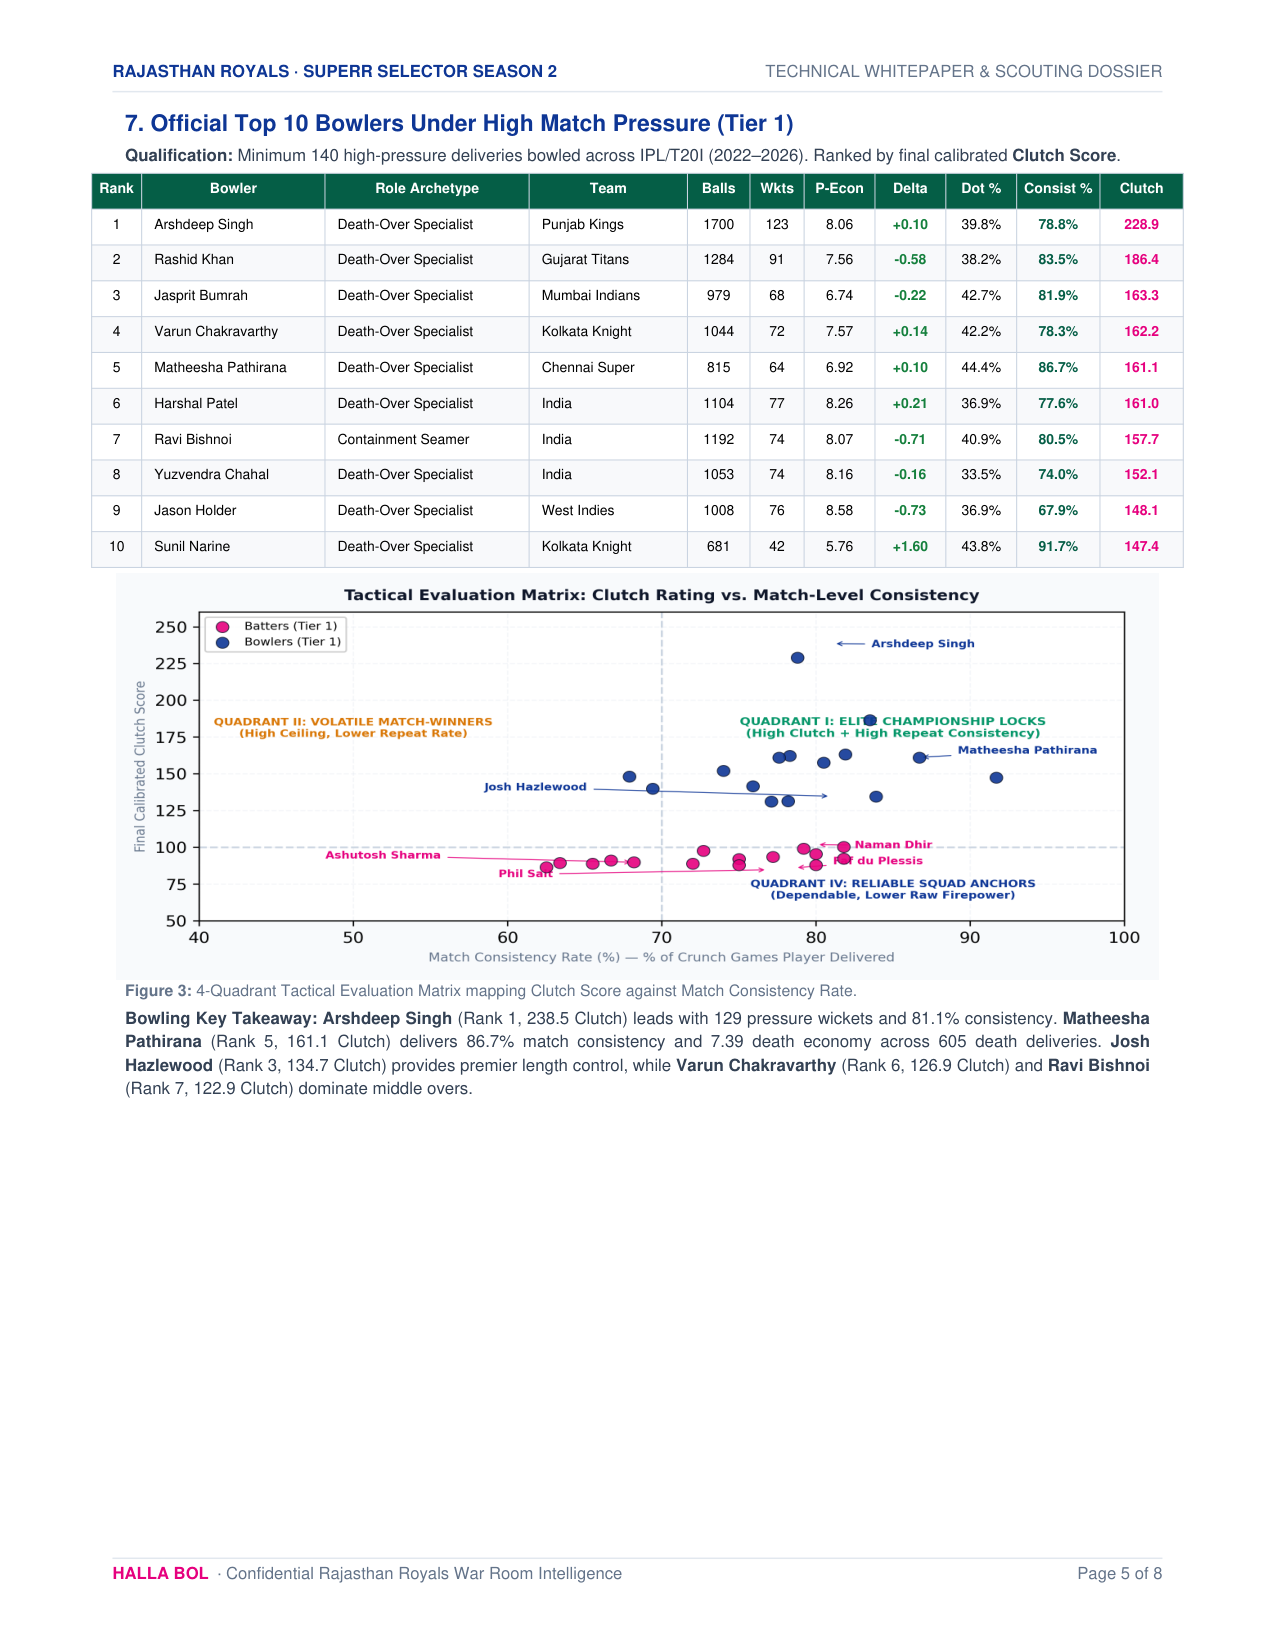 RAJASTHAN ROYALS · SUPERR SELECTOR SEASON 2 TECHNICAL WHITEPAPER & SCOUTING DOSSIER
7. Official Top 10 Bowlers Under High Match Pressure (Tier 1)
Qualification: Minimum 140 high-pressure deliveries bowled across IPL/T20I (2022–2026). Ranked by final calibrated Clutch Score.
Rank Bowler Role Archetype Team Balls Wkts P-Econ Delta Dot % Consist % Clutch
1 Arshdeep Singh Death-Over Specialist Punjab Kings 1700 123 8.06 +0.10 39.8% 78.8% 228.9
2 Rashid Khan Death-Over Specialist Gujarat Titans 1284 91 7.56 -0.58 38.2% 83.5% 186.4
3 Jasprit Bumrah Death-Over Specialist Mumbai Indians 979 68 6.74 -0.22 42.7% 81.9% 163.3
4 Varun Chakravarthy Death-Over Specialist Kolkata Knight 1044 72 7.57 +0.14 42.2% 78.3% 162.2
5 Matheesha Pathirana Death-Over Specialist Chennai Super 815 64 6.92 +0.10 44.4% 86.7% 161.1
6 Harshal Patel Death-Over Specialist India 1104 77 8.26 +0.21 36.9% 77.6% 161.0
7 Ravi Bishnoi Containment Seamer India 1192 74 8.07 -0.71 40.9% 80.5% 157.7
8 Yuzvendra Chahal Death-Over Specialist India 1053 74 8.16 -0.16 33.5% 74.0% 152.1
9 Jason Holder Death-Over Specialist West Indies 1008 76 8.58 -0.73 36.9% 67.9% 148.1
10 Sunil Narine Death-Over Specialist Kolkata Knight 681 42 5.76 +1.60 43.8% 91.7% 147.4
Tactical Evaluation Matrix: Clutch Rating vs. Match-Level Consistency
Batters (Tier 1)
Bowlers (Tier 1)
Final Calibrated Clutch Score
250
225
200
175
150
125
100
75
50
Arshdeep Singh
QUADRANT II: VOLATILE MATCH-WINNERS
(High Ceiling, Lower Repeat Rate)
QUADRANT I: ELITE CHAMPIONSHIP LOCKS
(High Clutch + High Repeat Consistency)
Matheesha Pathirana
Josh Hazlewood
Naman Dhir
Ashutosh Sharma
Faf du Plessis
Phil Salt
QUADRANT IV: RELIABLE SQUAD ANCHORS
(Dependable, Lower Raw Firepower)
40 50 60 70 80 90 100
Match Consistency Rate (%) — % of Crunch Games Player Delivered
Figure 3: 4-Quadrant Tactical Evaluation Matrix mapping Clutch Score against Match Consistency Rate.
Bowling Key Takeaway: Arshdeep Singh (Rank 1, 238.5 Clutch) leads with 129 pressure wickets and 81.1% consistency. Matheesha
Pathirana (Rank 5, 161.1 Clutch) delivers 86.7% match consistency and 7.39 death economy across 605 death deliveries. Josh
Hazlewood (Rank 3, 134.7 Clutch) provides premier length control, while Varun Chakravarthy (Rank 6, 126.9 Clutch) and Ravi Bishnoi
(Rank 7, 122.9 Clutch) dominate middle overs.
HALLA BOL · Confidential Rajasthan Royals War Room Intelligence Page 5 of 8